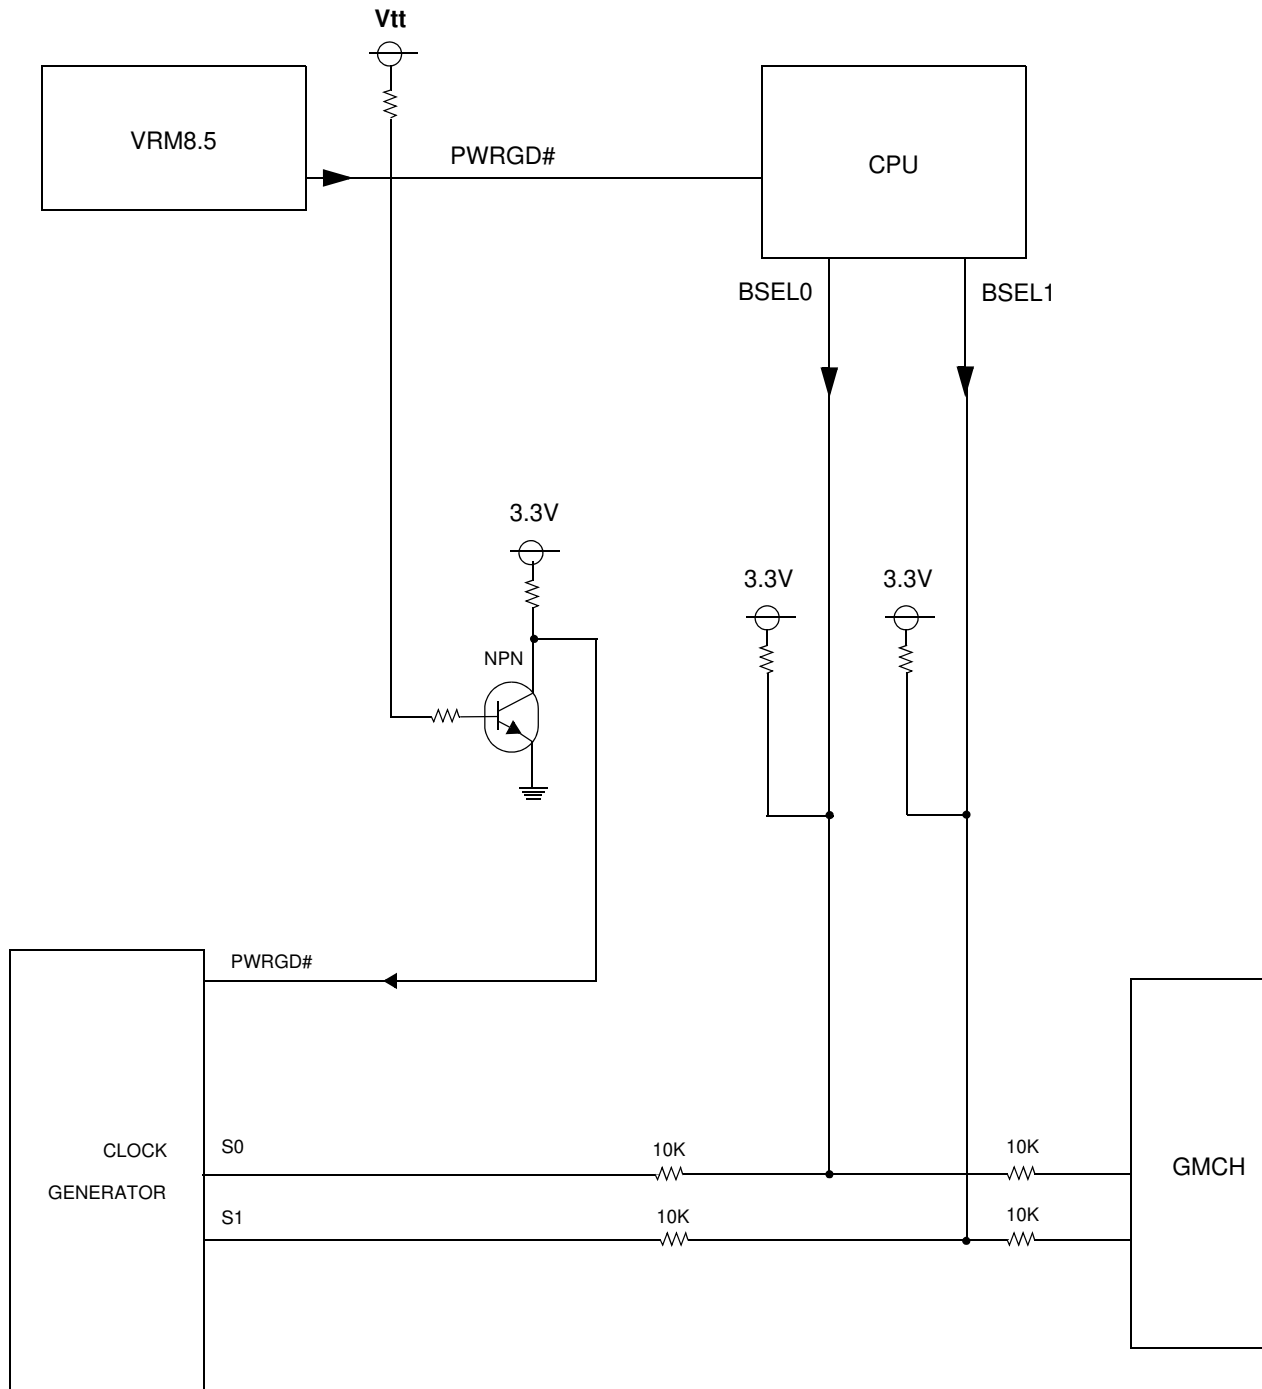 Vtt
VRM8.5
PWRGD#
CPU
BSEL0
BSEL1
3.3V
3.3V
3.3V
NPN
PWRGD#
CLOCK
GENERATOR
S0
10K
10K
GMCH
S1
10K
10K